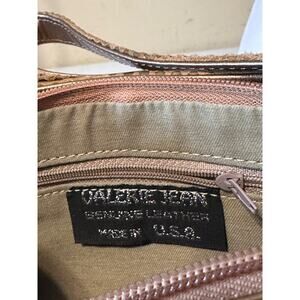 VALERIE JEAN
GENUINE LEATHER
MADE IN U.S.A.